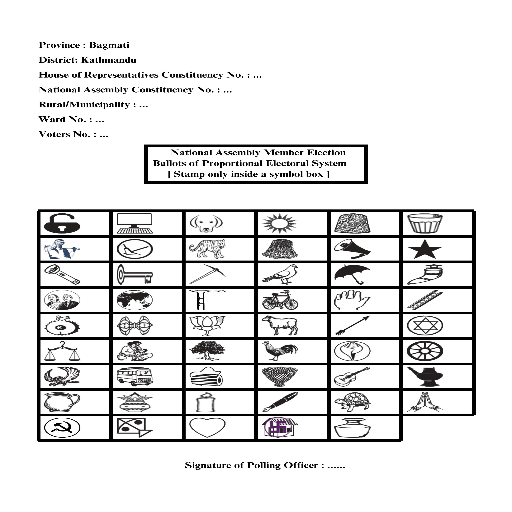 Province : Bagmati
District: Kathmandu
House of Representatives Constituency No. : ...
National Assembly Constituency No. : ...
Rural/Municipality : ...
Ward No. : ...
Voters No. : ...
National Assembly Member Election
Ballots of Proportional Electoral System
[ Stamp only inside a symbol box ]
Signature of Polling Officer : ......